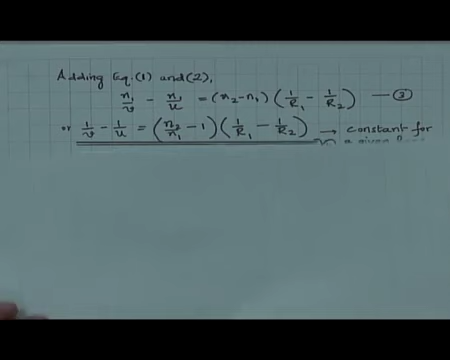 Adding Eq.(1) and (2),
n₁/v - n₁/u = (n₂-n₁) (1/R₁ - 1/R₂) — ③
or 1/v - 1/u = (n₂/n₁ - 1) (1/R₁ - 1/R₂) → constant for
a given